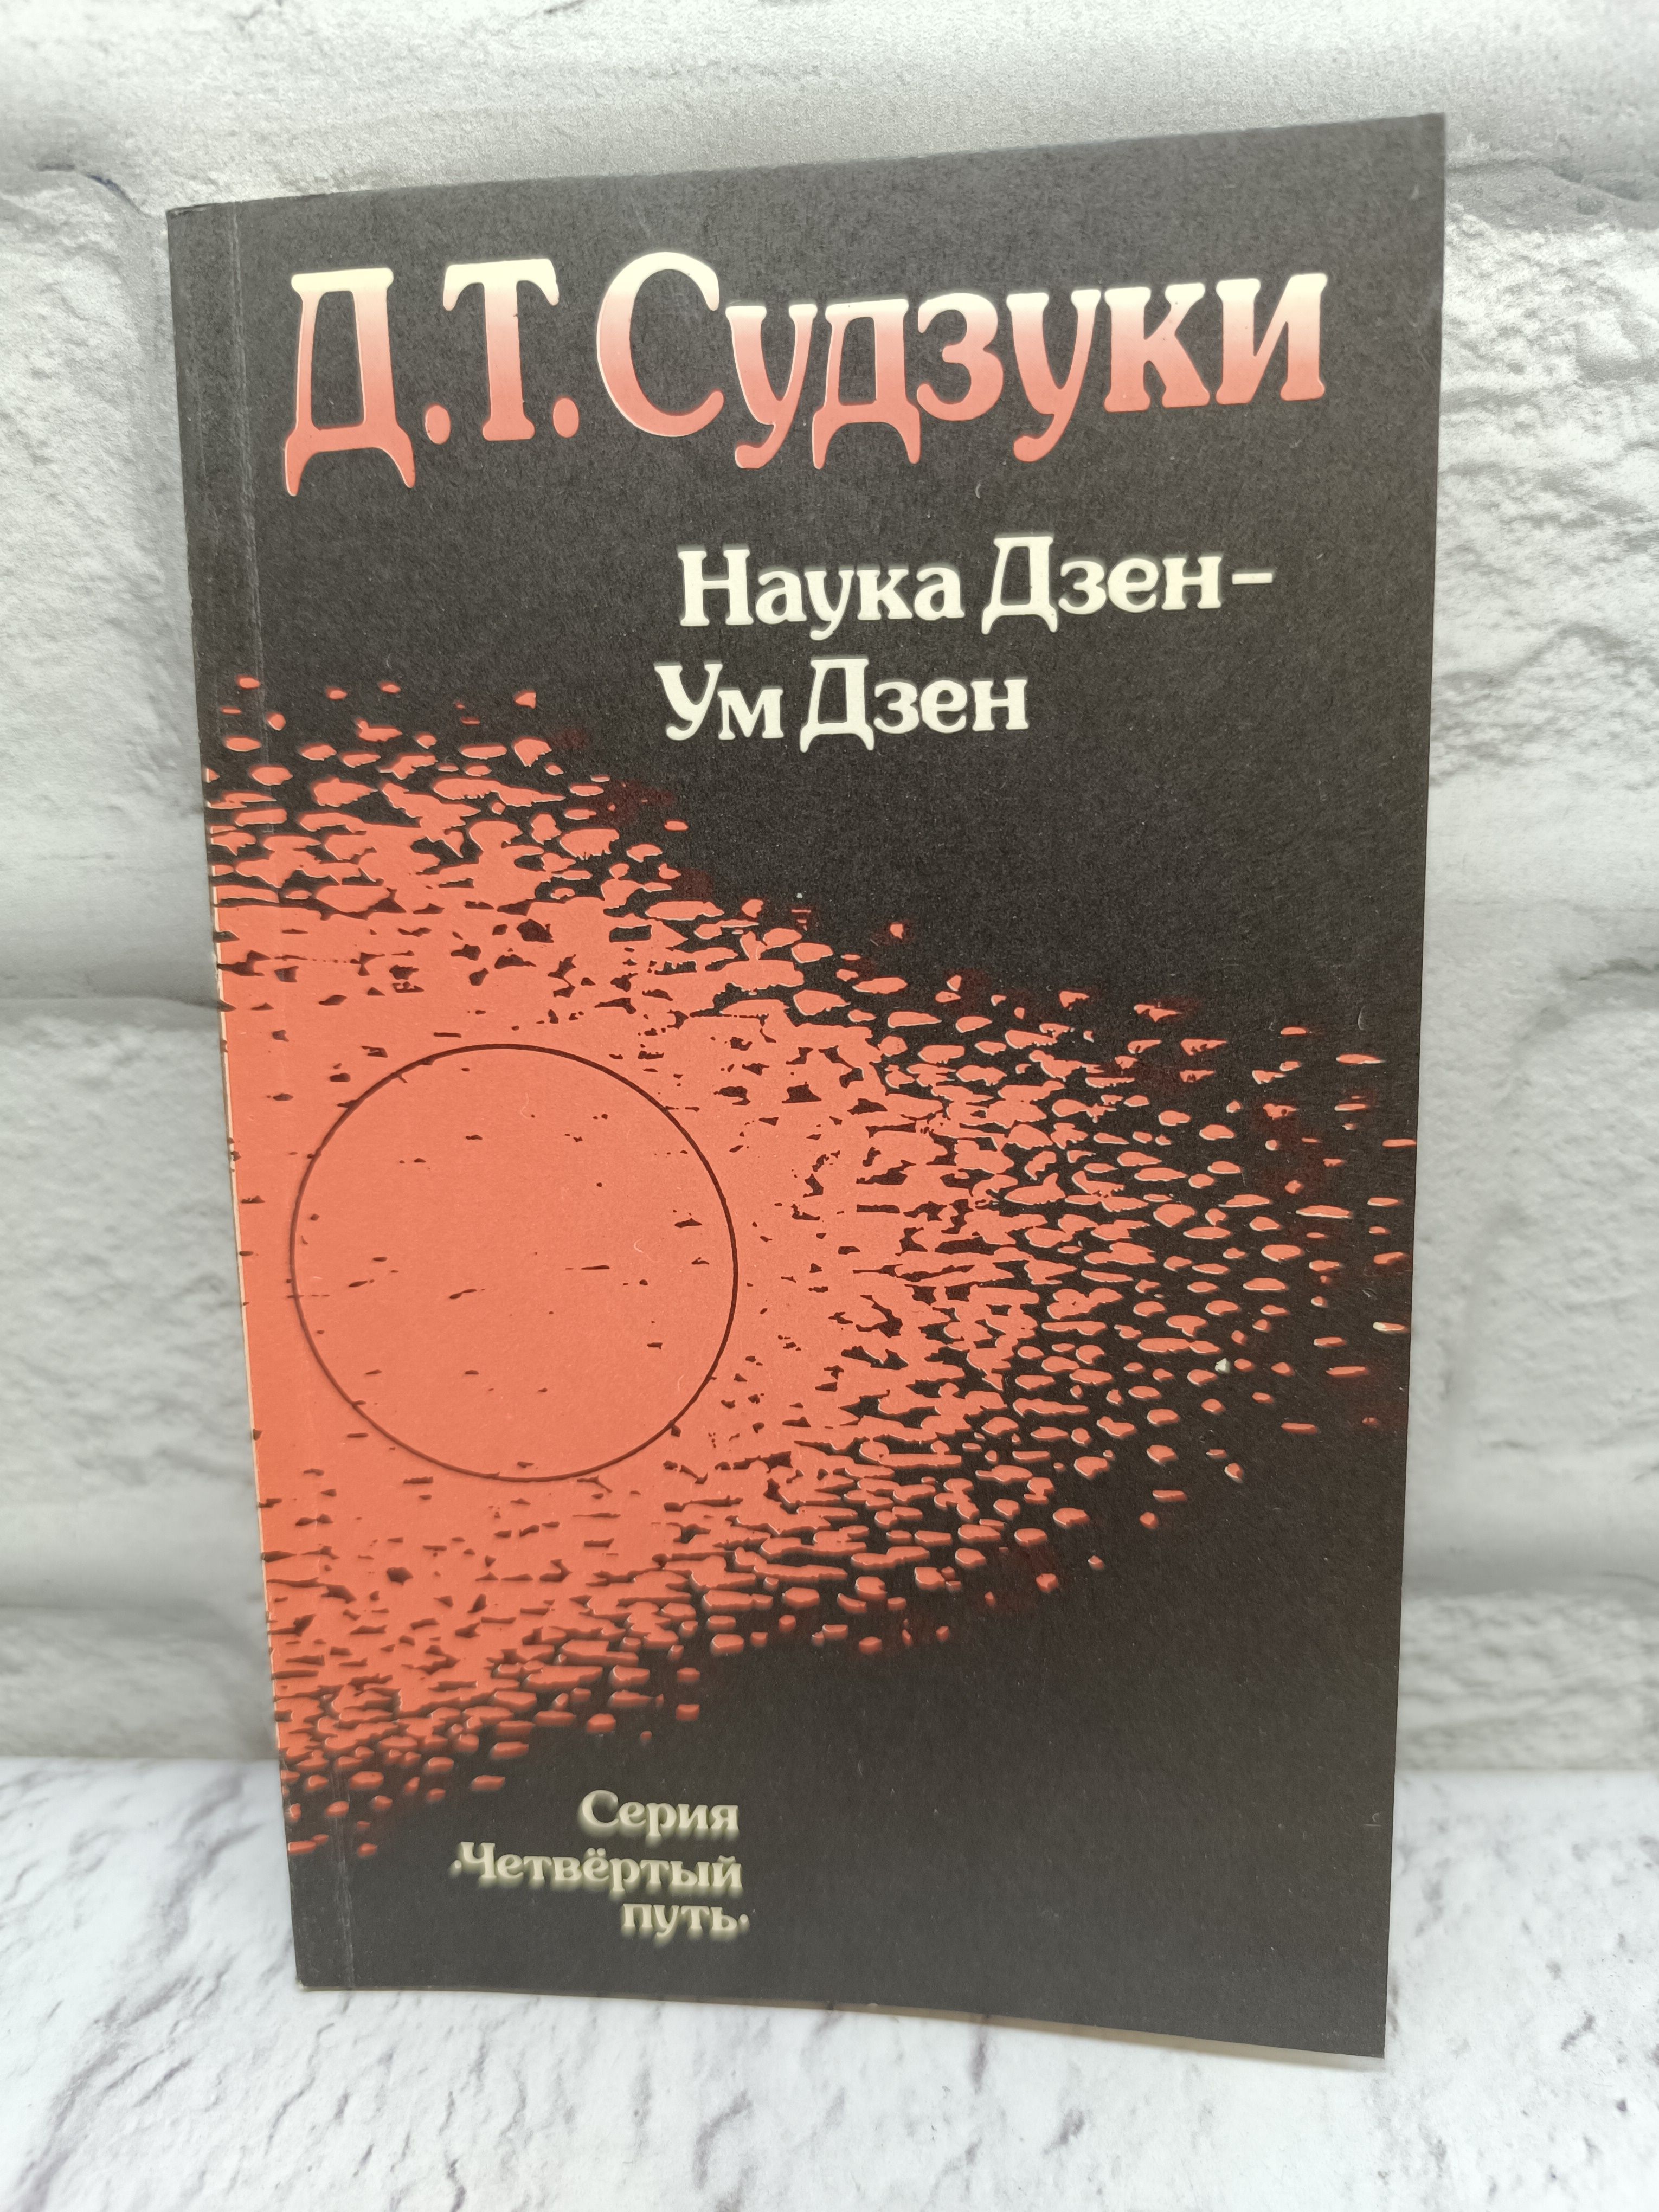 Д.Т.Судзуки
Наука Дзен–
Ум Дзен
Серия
·Четвёртый
путь·